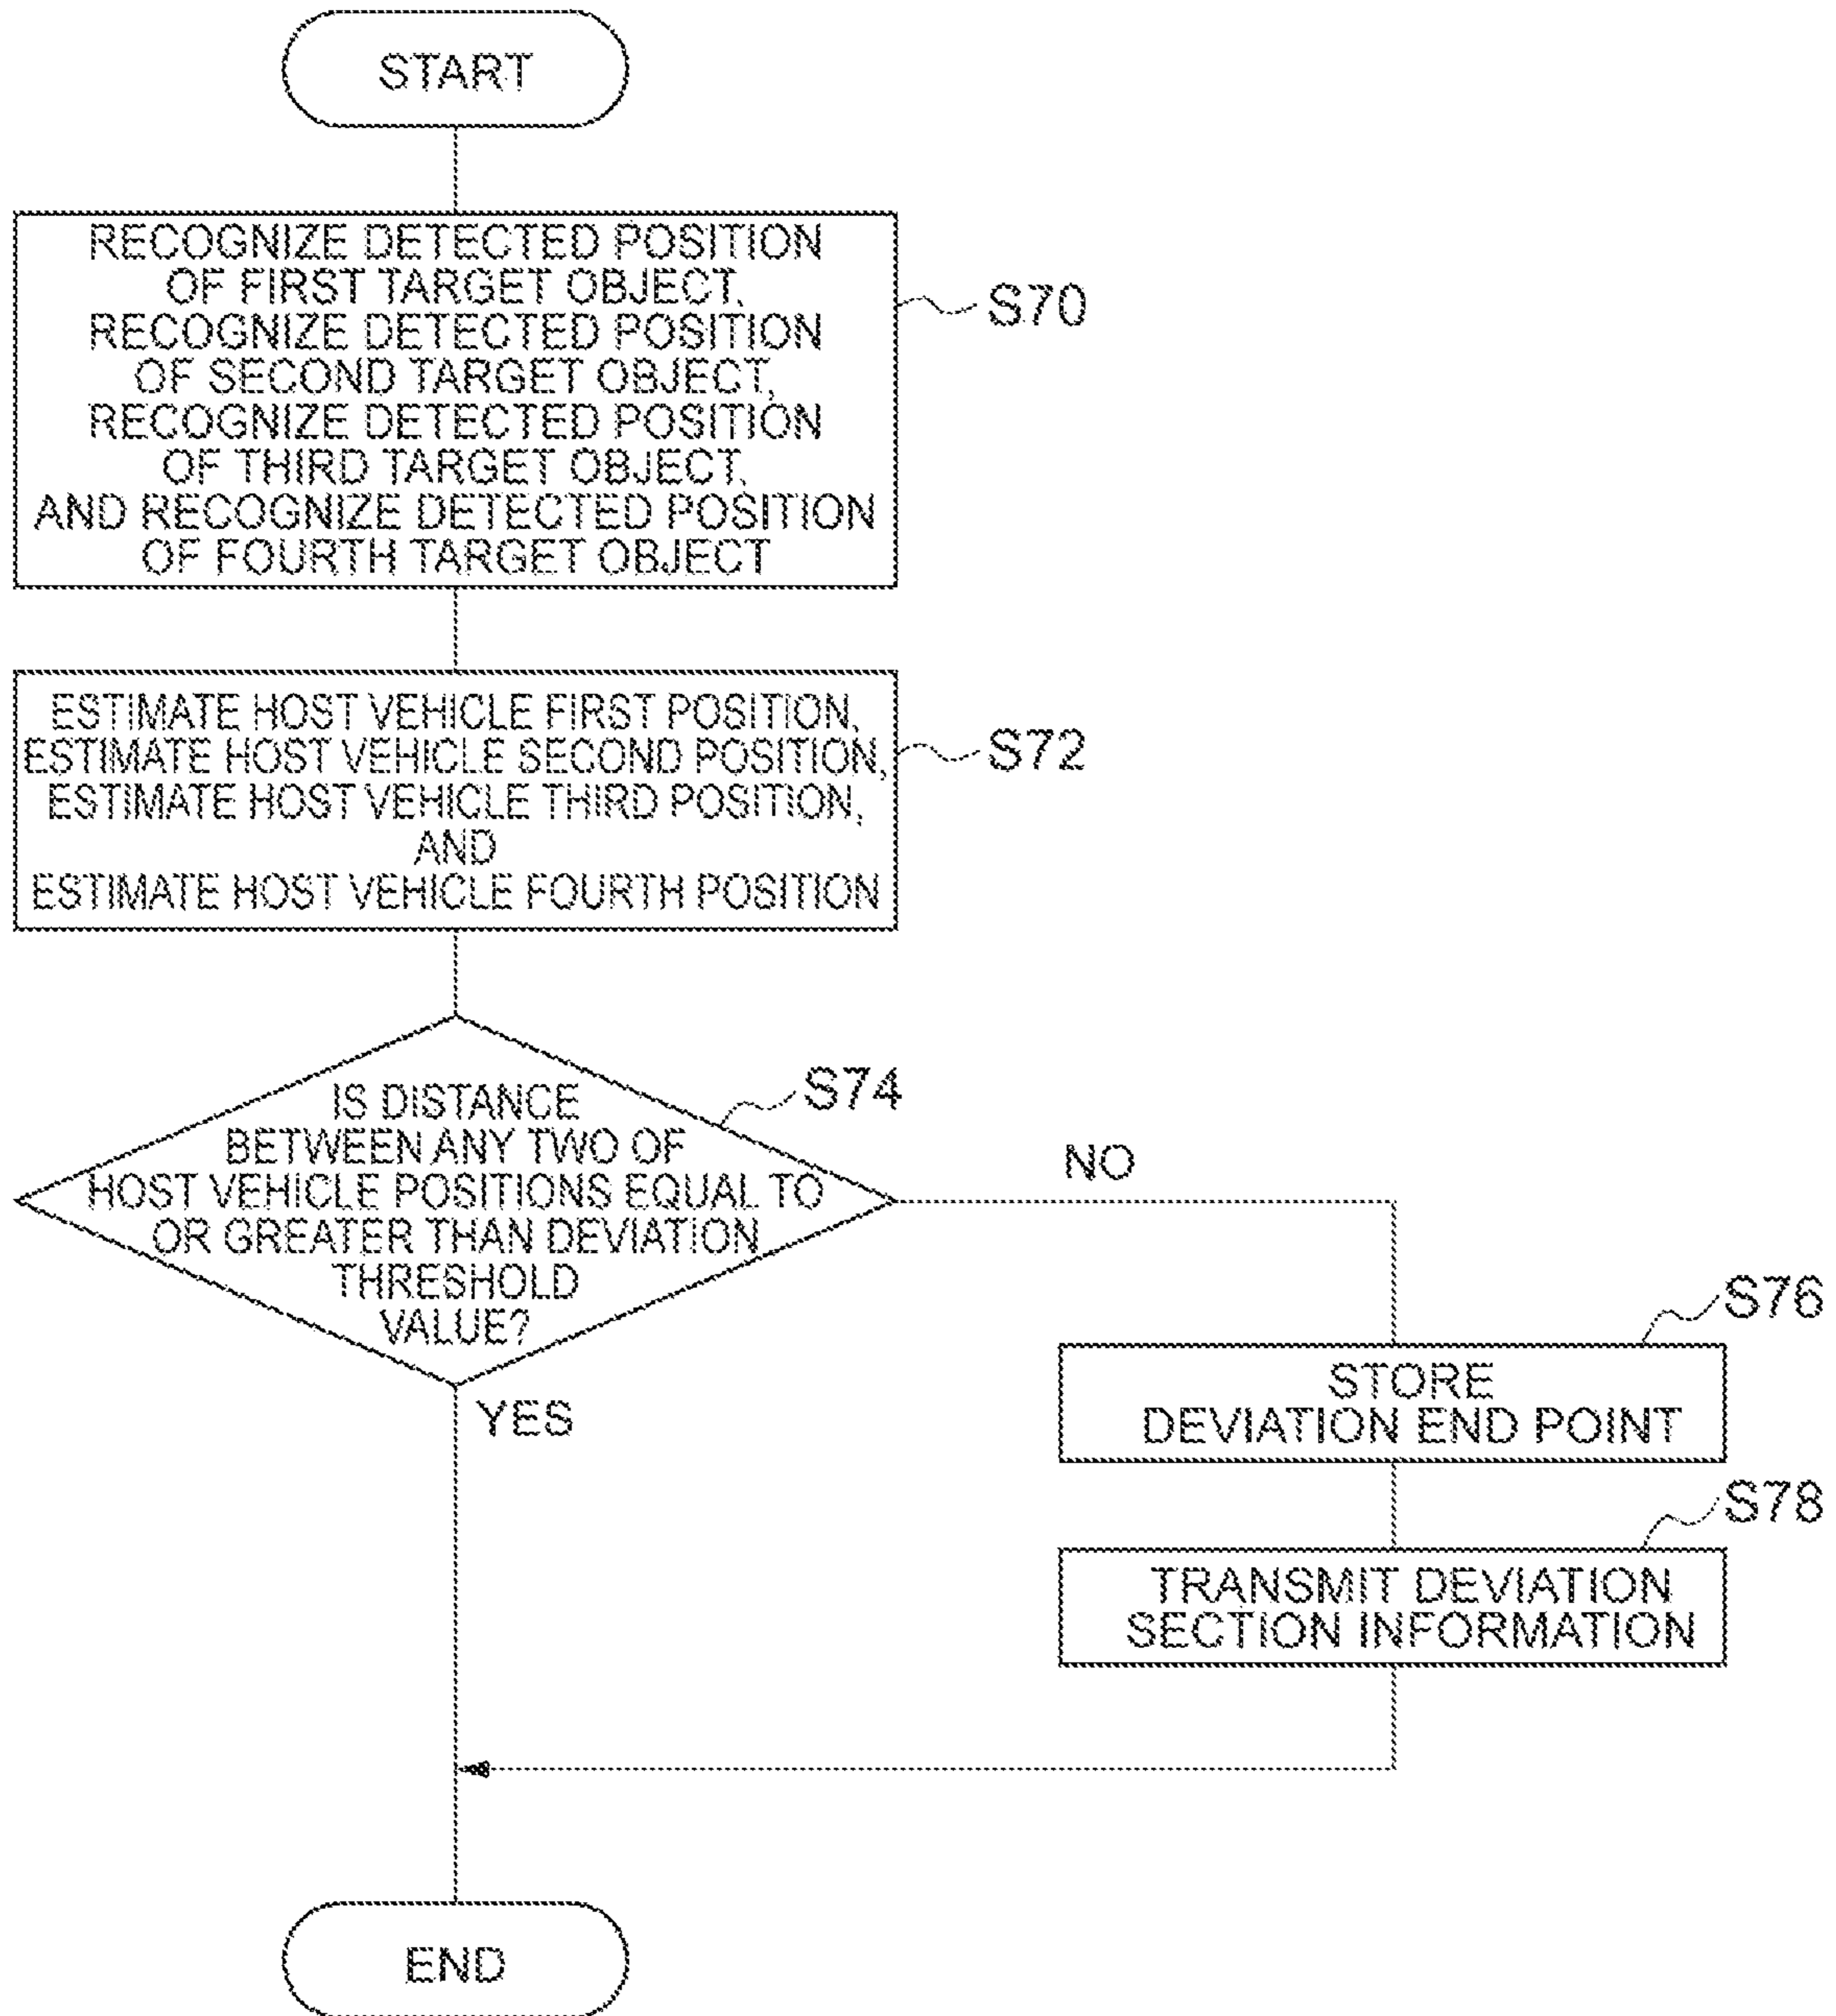 START
RECOGNIZE DETECTED POSITION
OF FIRST TARGET OBJECT,
RECOGNIZE DETECTED POSITION
OF SECOND TARGET OBJECT,
RECOGNIZE DETECTED POSITION
OF THIRD TARGET OBJECT,
AND RECOGNIZE DETECTED POSITION
OF FOURTH TARGET OBJECT
S70
ESTIMATE HOST VEHICLE FIRST POSITION,
ESTIMATE HOST VEHICLE SECOND POSITION,
ESTIMATE HOST VEHICLE THIRD POSITION,
AND
ESTIMATE HOST VEHICLE FOURTH POSITION
S72
IS DISTANCE
BETWEEN ANY TWO OF
HOST VEHICLE POSITIONS EQUAL TO
OR GREATER THAN DEVIATION
THRESHOLD
VALUE?
S74
NO
YES
S76
STORE
DEVIATION END POINT
S78
TRANSMIT DEVIATION
SECTION INFORMATION
END